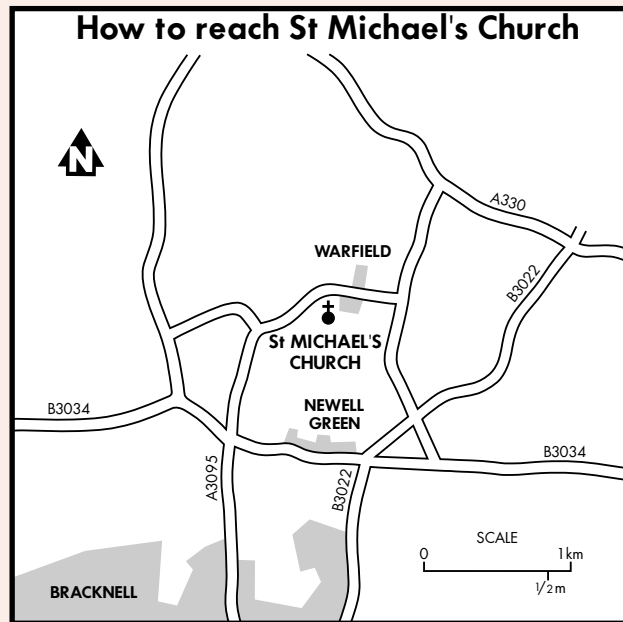 How to reach St Michael's Church
N
A330
WARFIELD
B3022
St MICHAEL'S
CHURCH
NEWELL
GREEN
B3034
B3034
A3095
B3022
SCALE
0 1km
1/2m
BRACKNELL